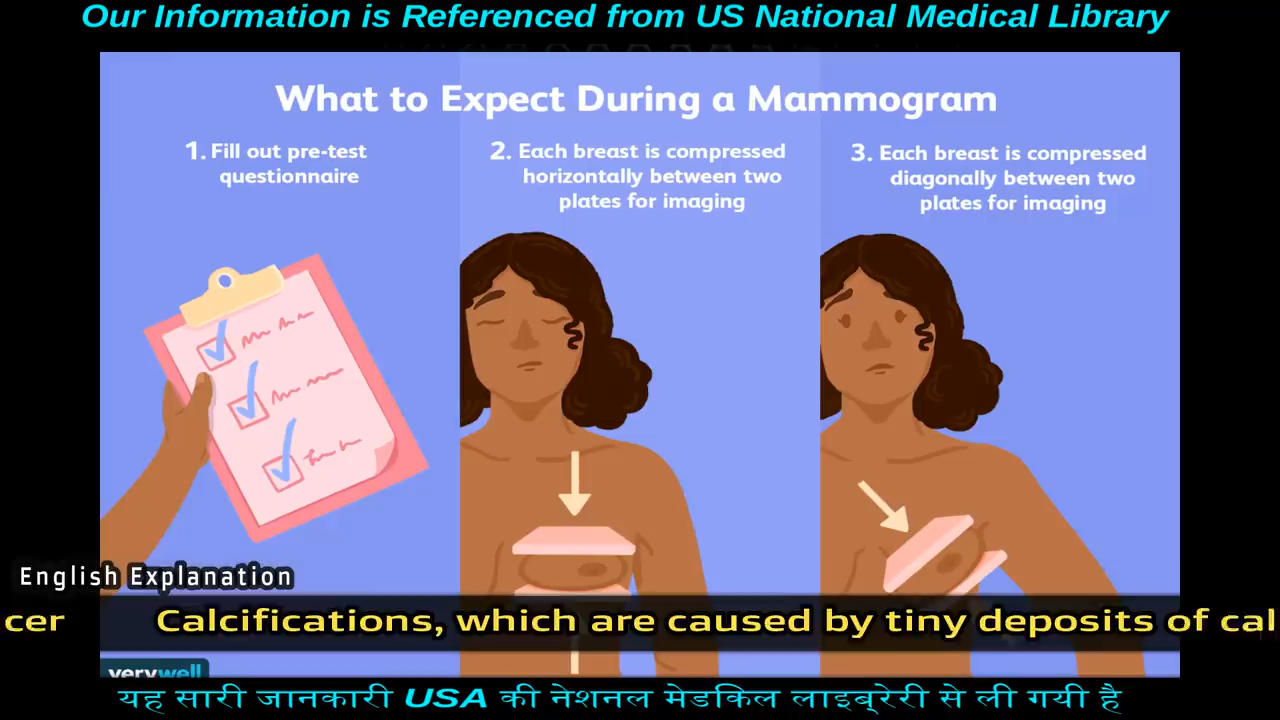 Our Information is Referenced from US National Medical Library
What to Expect During a Mammogram
1. Fill out pre-test
questionnaire
2. Each breast is compressed
horizontally between two
plates for imaging
3. Each breast is compressed
diagonally between two
plates for imaging
English Explanation
cer Calcifications, which are caused by tiny deposits of cal
verywell
यह सारी जानकारी USA की नेशनल मेडकिल लाइब्रेरी से ली गयी है